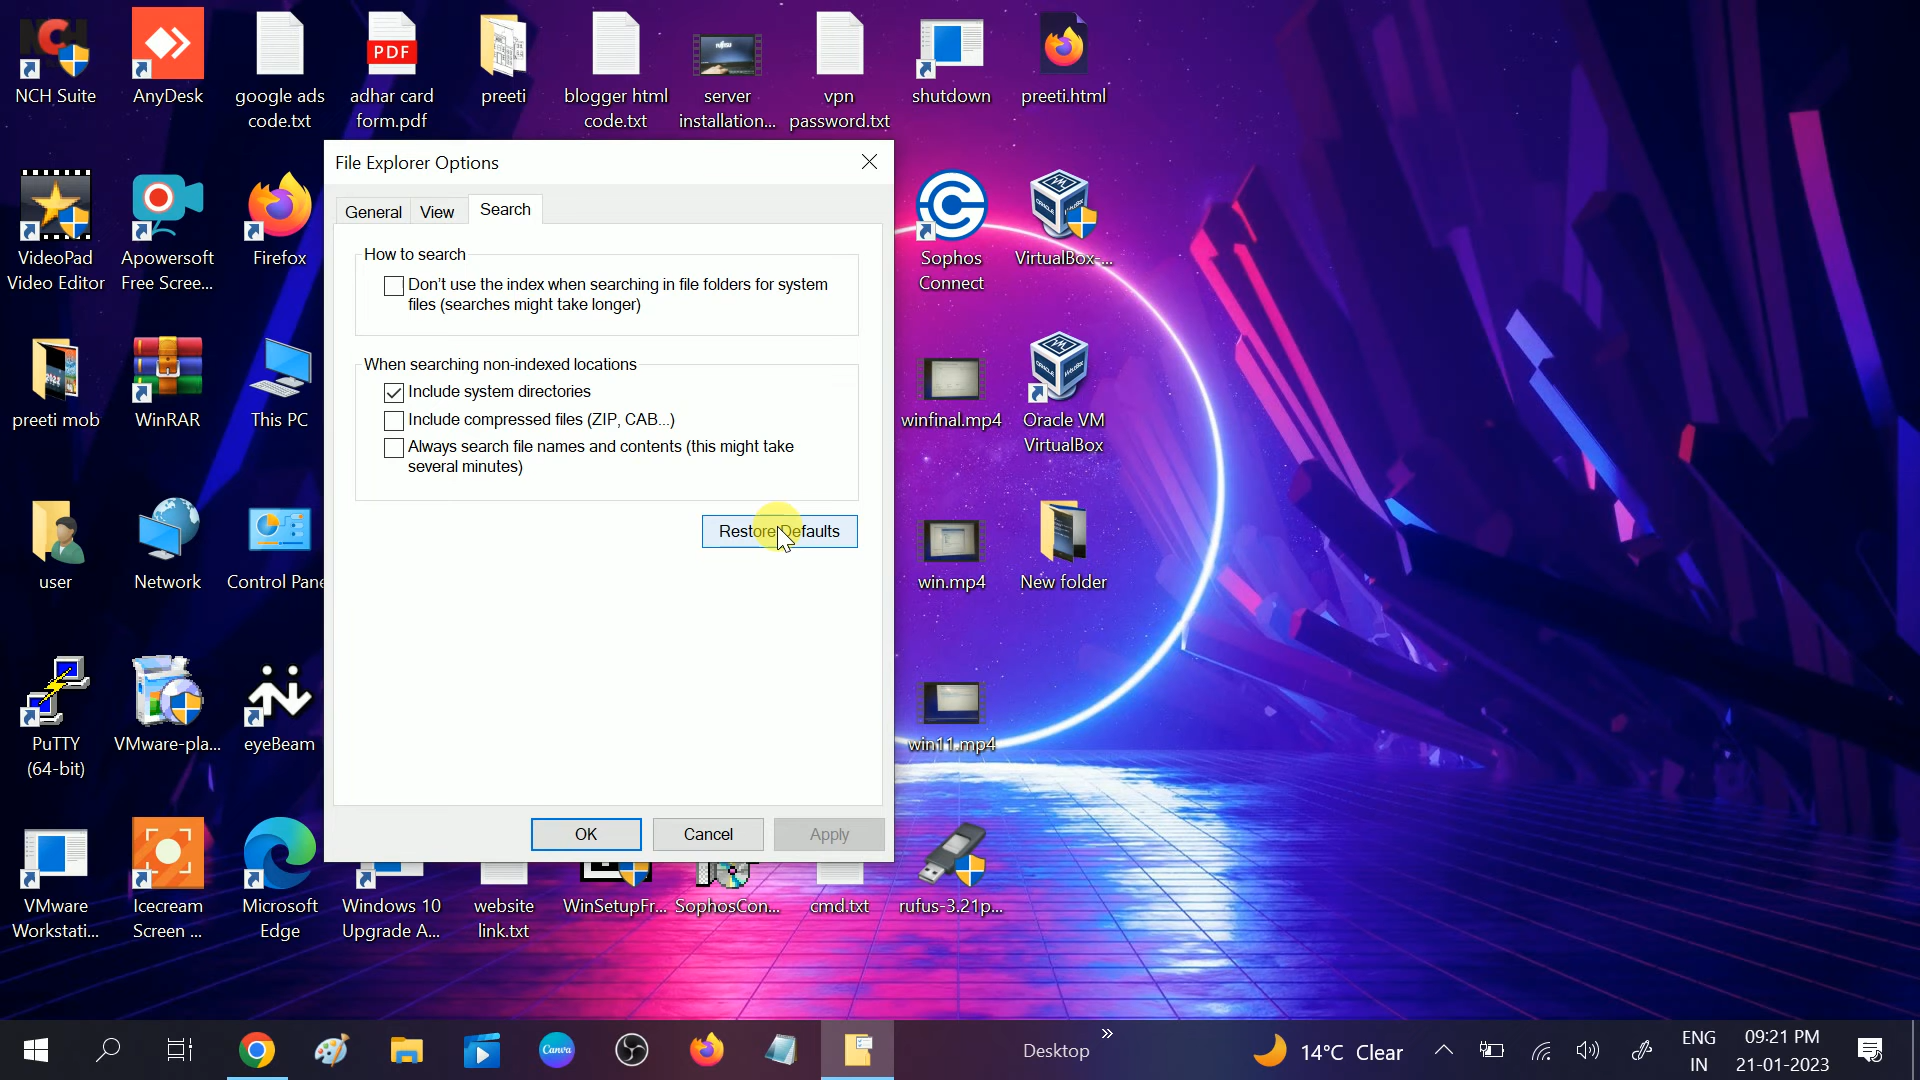 NCH Suite
AnyDesk
google ads
code.txt
adhar card
form.pdf
preeti
blogger html
code.txt
server
installation...
vpn
password.txt
shutdown
preeti.html
PDF
VideoPad
Video Editor
Apowersoft
Free Scree...
Firefox
Sophos
Connect
VirtualBox-...
preeti mob
WinRAR
This PC
winfinal.mp4
Oracle VM
VirtualBox
user
Network
Control Pane
win.mp4
New folder
PuTTY
(64-bit)
VMware-pla...
eyeBeam
win11.mp4
VMware
Workstati...
Icecream
Screen ...
Microsoft
Edge
Windows 10
Upgrade A...
website
link.txt
WinSetupFr...
SophosCon...
cmd.txt
rufus-3.21p...
File Explorer Options
General
View
Search
How to search
Don't use the index when searching in file folders for system
files (searches might take longer)
When searching non-indexed locations
Include system directories
Include compressed files (ZIP, CAB...)
Always search file names and contents (this might take
several minutes)
Restore Defaults
OK
Cancel
Apply
Canva
Desktop
14°C Clear
ENG
IN
09:21 PM
21-01-2023